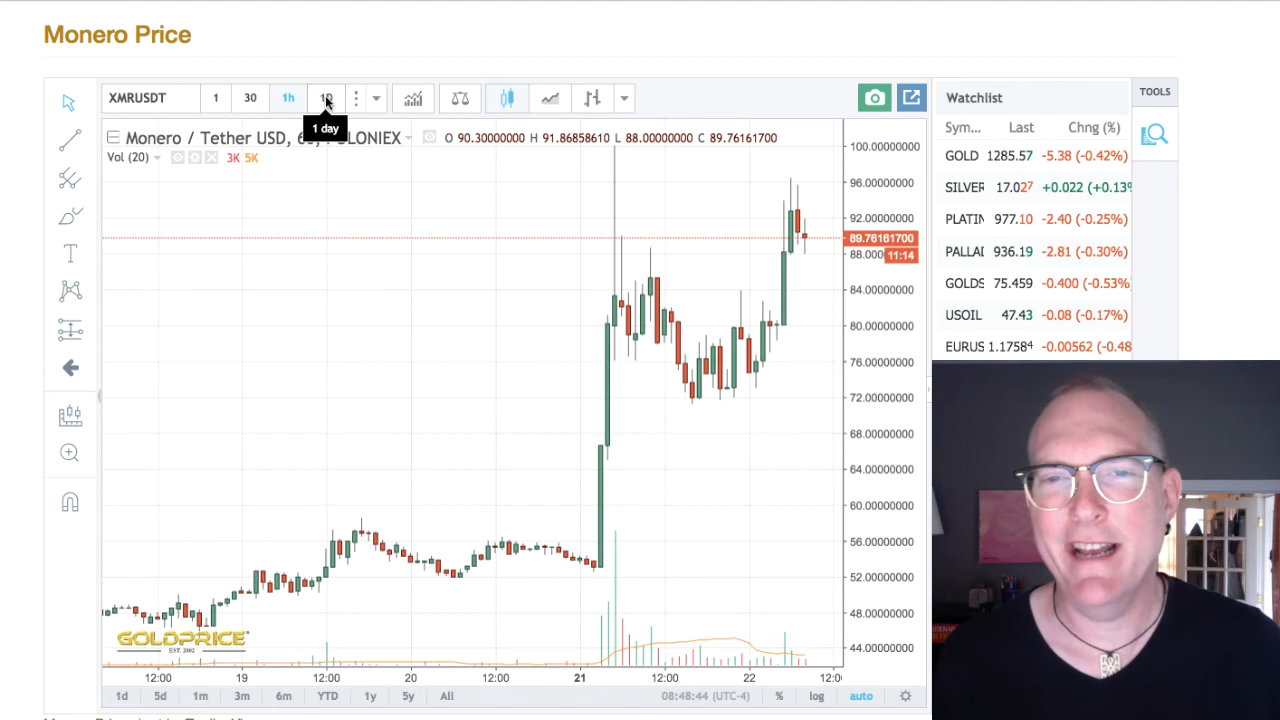 Monero Price
XMRUSDT 1 30 1h 1D
1 day
Monero / Tether USD,
O 90.30000000 H 91.86858610 L 88.00000000 C 89.76161700
Vol (20) 3K 5K
100.00000000
96.00000000
92.00000000
89.76161700
88.000
11:14
84.00000000
80.00000000
76.00000000
72.00000000
68.00000000
64.00000000
60.00000000
56.00000000
52.00000000
48.00000000
44.00000000
GOLDPRICE
EST. 2002
12:00 19 12:00 20 12:00 21 12:00 22 12:0
1d 5d 1m 3m 6m YTD 1y 5y All 08:48:44 (UTC-4) % log auto
Watchlist
Sym... Last Chng (%)
GOLD 1285.57 -5.38 (-0.42%)
SILVER 17.027 +0.022 (+0.13%
PLATIN 977.10 -2.40 (-0.25%)
PALLAD 936.19 -2.81 (-0.30%)
GOLDS 75.459 -0.400 (-0.53%)
USOIL 47.43 -0.08 (-0.17%)
EURUS 1.17584 -0.00562 (-0.48
TOOLS